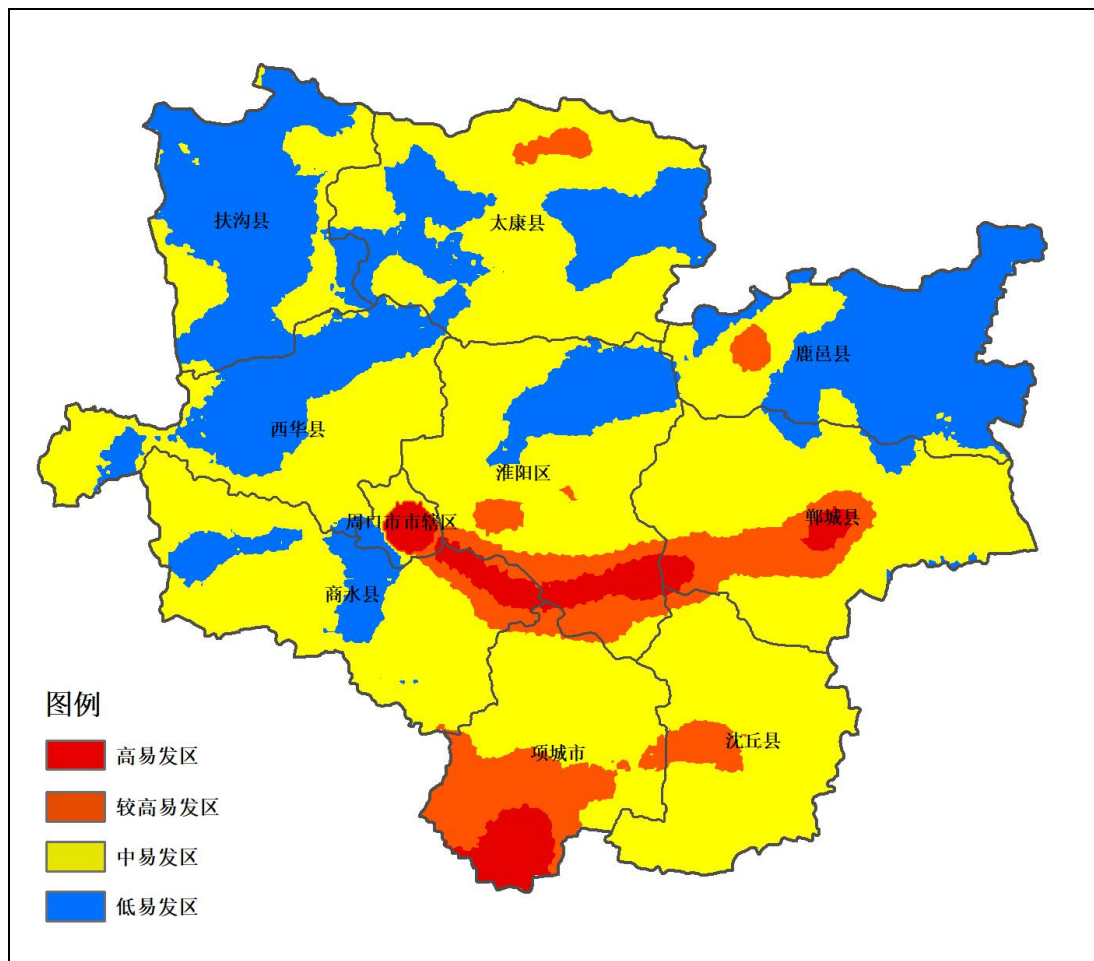 扶沟县
太康县
鹿邑县
西华县
淮阳区
周口市市辖区
郸城县
商水县
图例
高易发区
较高易发区
中易发区
低易发区
项城市
沈丘县